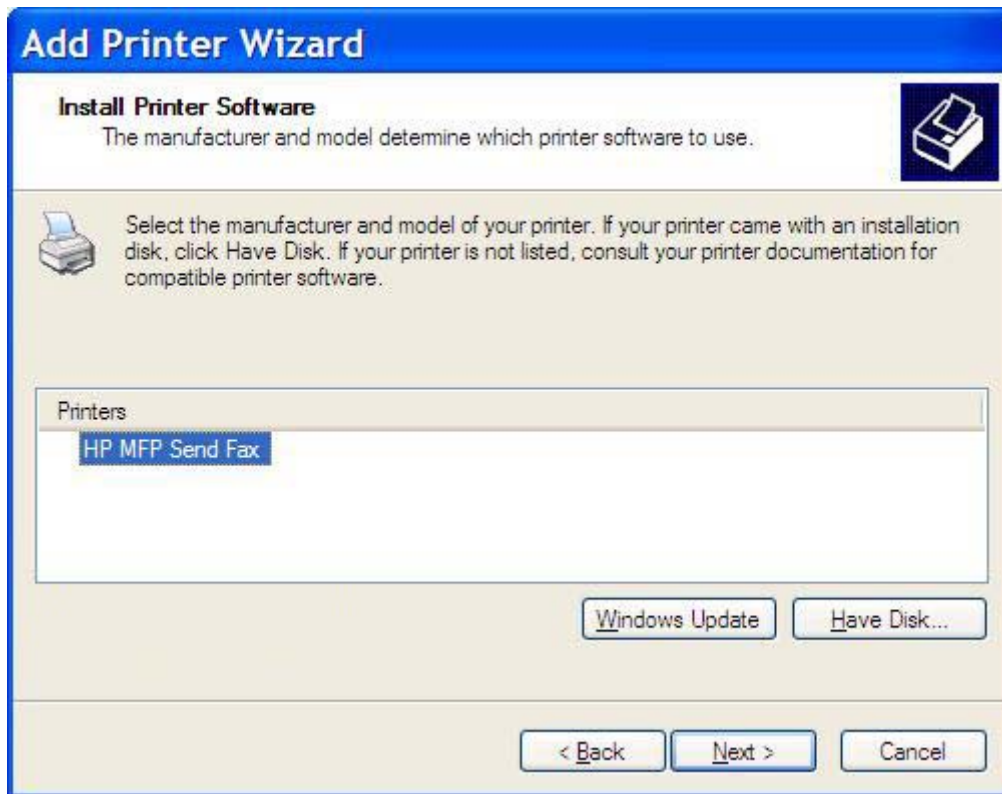 Add Printer Wizard
Install Printer Software
The manufacturer and model determine which printer software to use.
Select the manufacturer and model of your printer. If your printer came with an installation
disk, click Have Disk. If your printer is not listed, consult your printer documentation for
compatible printer software.
Printers
HP MFP Send Fax
Windows Update
Have Disk...
< Back
Next >
Cancel